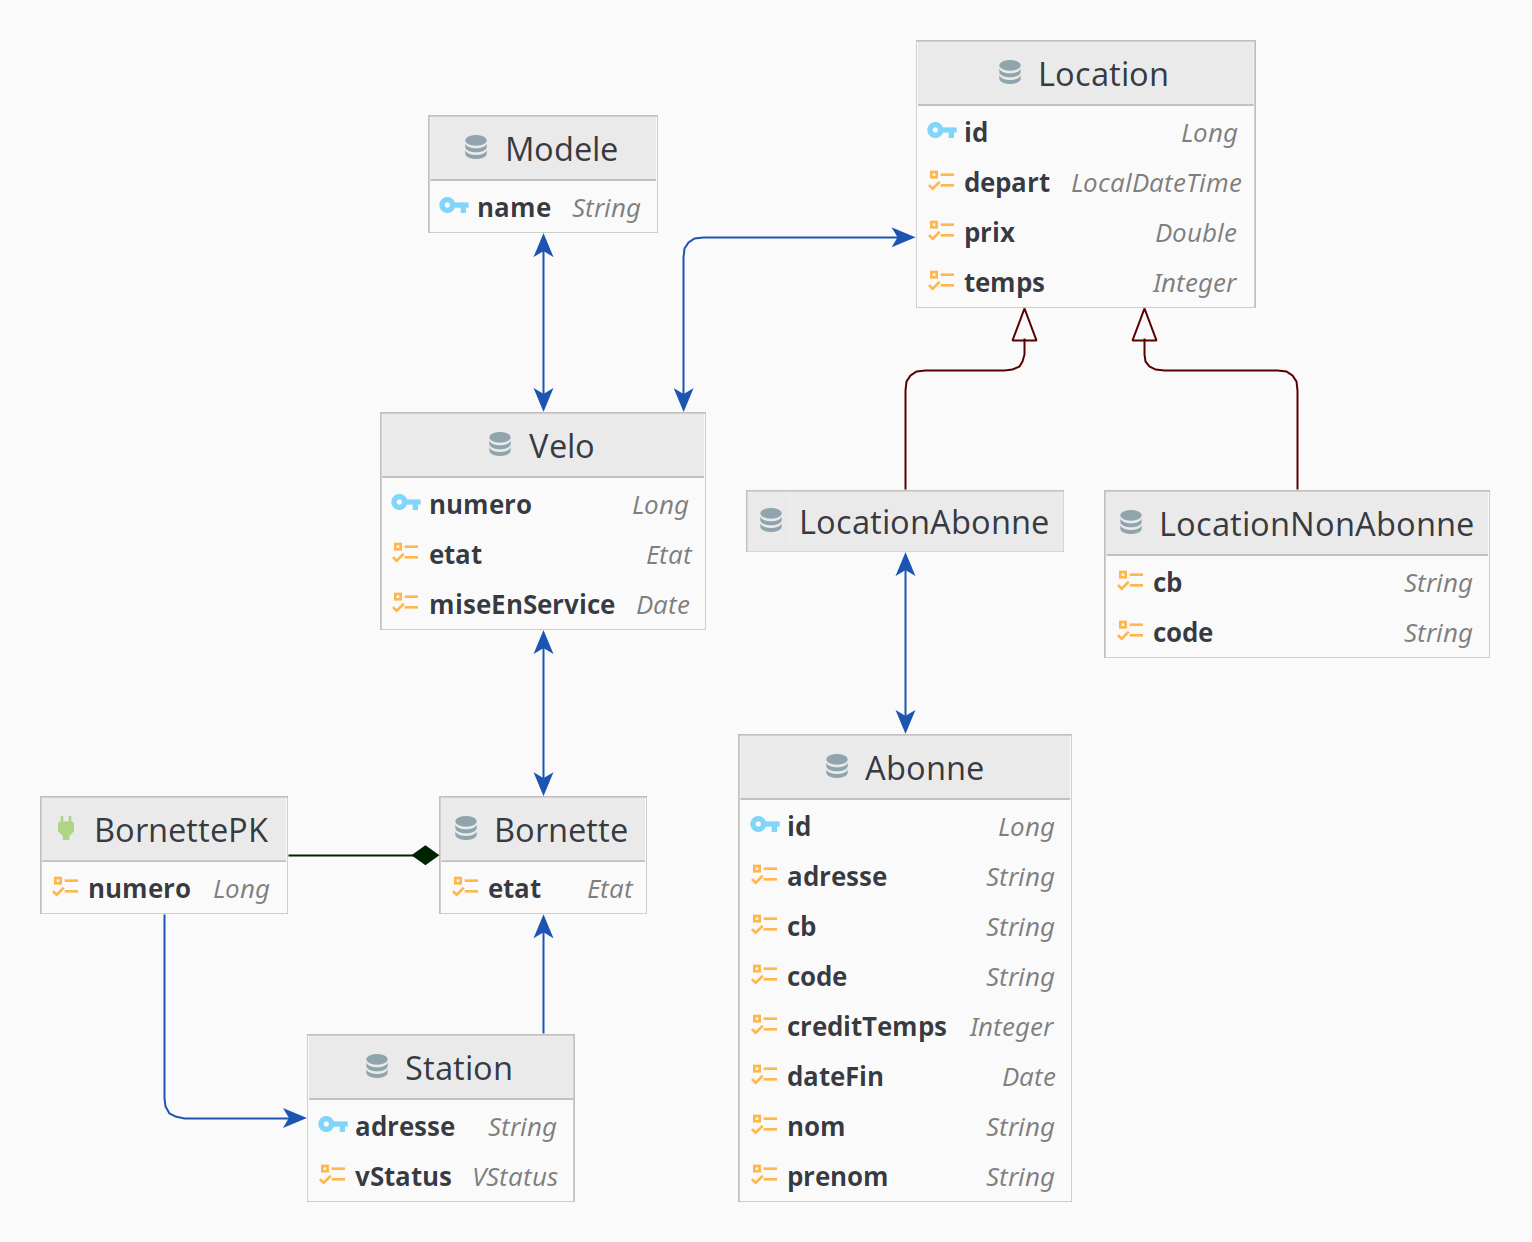 Location
id Long
depart LocalDateTime
prix Double
temps Integer
Modele
name String
Velo
numero Long
etat Etat
miseEnService Date
LocationAbonne
LocationNonAbonne
cb String
code String
BornettePK
numero Long
Bornette
etat Etat
Abonne
id Long
adresse String
cb String
code String
creditTemps Integer
dateFin Date
nom String
prenom String
Station
adresse String
vStatus VStatus